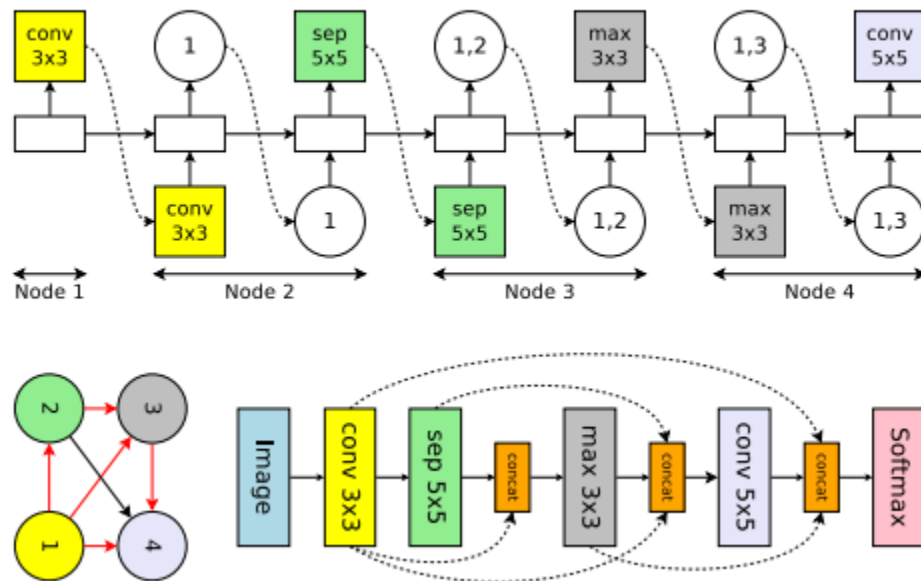 conv
3x3
1
sep
5x5
1,2
max
3x3
1,3
conv
5x5
conv
3x3
1
sep
5x5
1,2
max
3x3
1,3
Node 1
Node 2
Node 3
Node 4
2
3
1
4
Image
conv 3x3
sep 5x5
concat
max 3x3
concat
conv 5x5
concat
Softmax